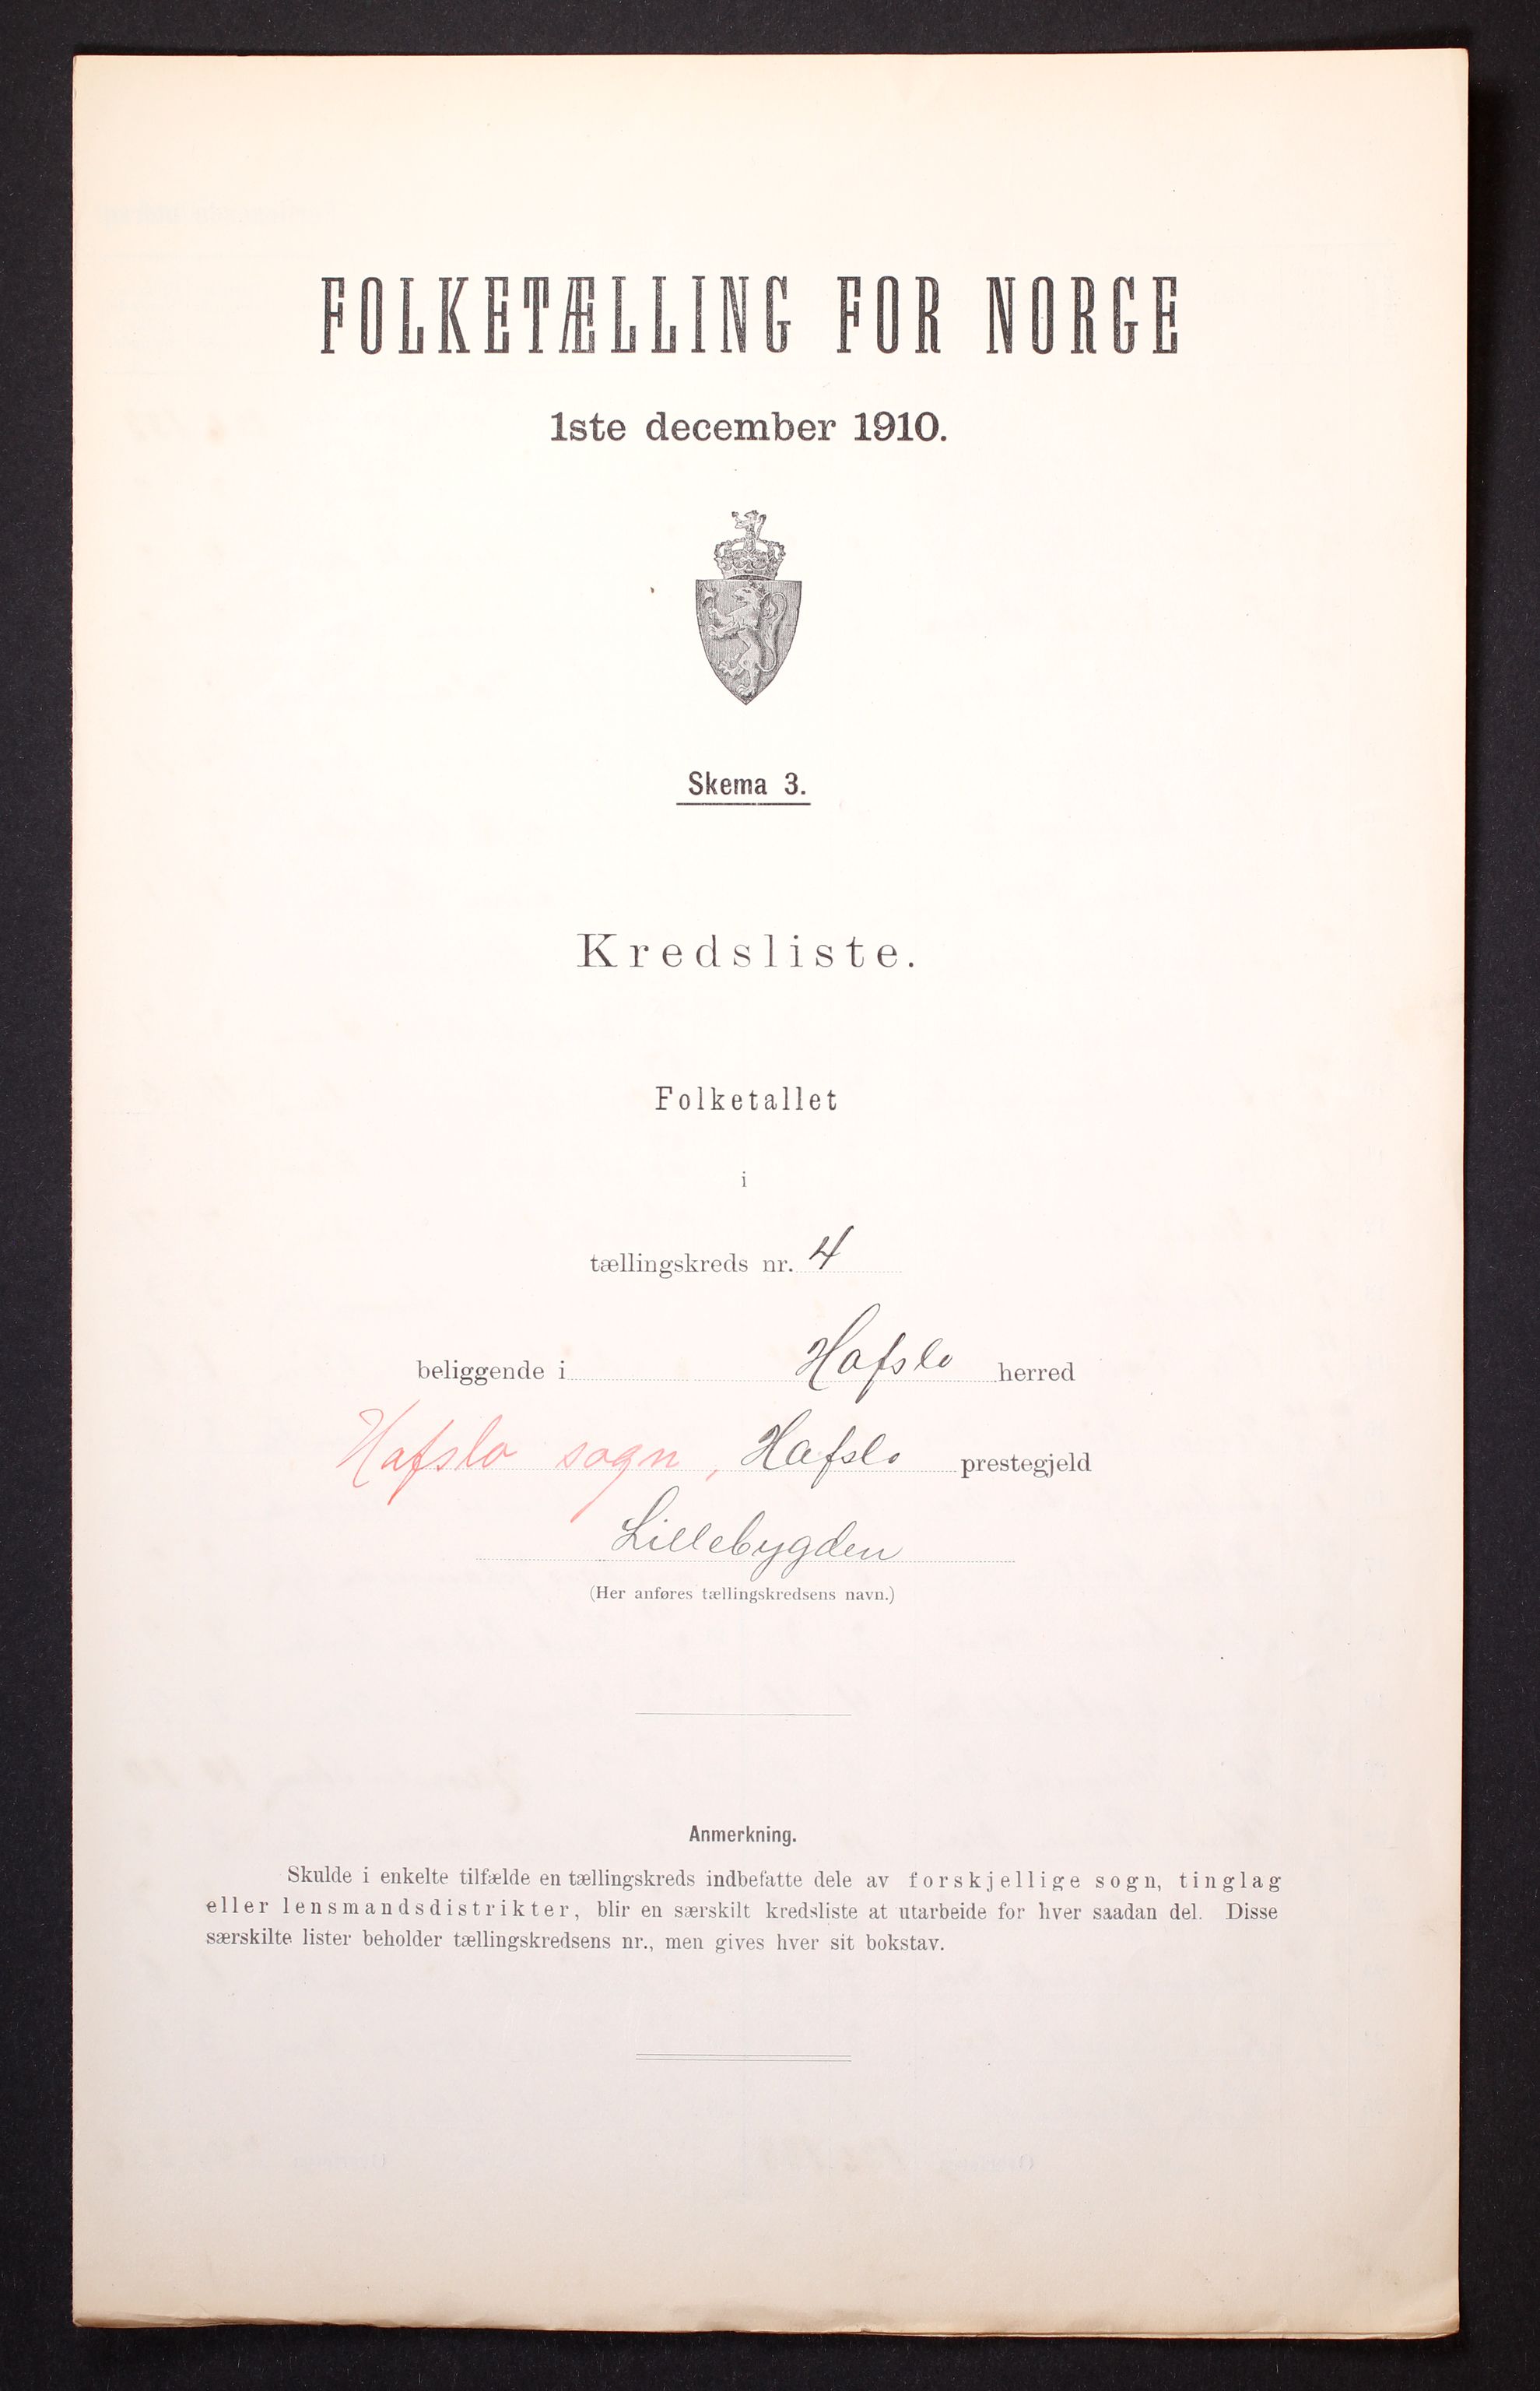 FOLKETÆLLING FOR NORGE
1ste december 1910.
Skema 3.
Kredsliste.
Folketallet
i
tællingskreds nr. 4
beliggende i Hafslo herred
Hafslo sogn, Hafslo prestegjeld
Lillebygden
(Her anføres tællingskredsens navn.)
Anmerkning.
Skulde i enkelte tilfælde en tællingskreds indbefatte dele av forskjellige sogn, tinglag
eller lensmandsdistrikter, blir en særskilt kredsliste at utarbeide for hver saadan del. Disse
særskilte lister beholder tællingskredsens nr., men gives hver sit bokstav.